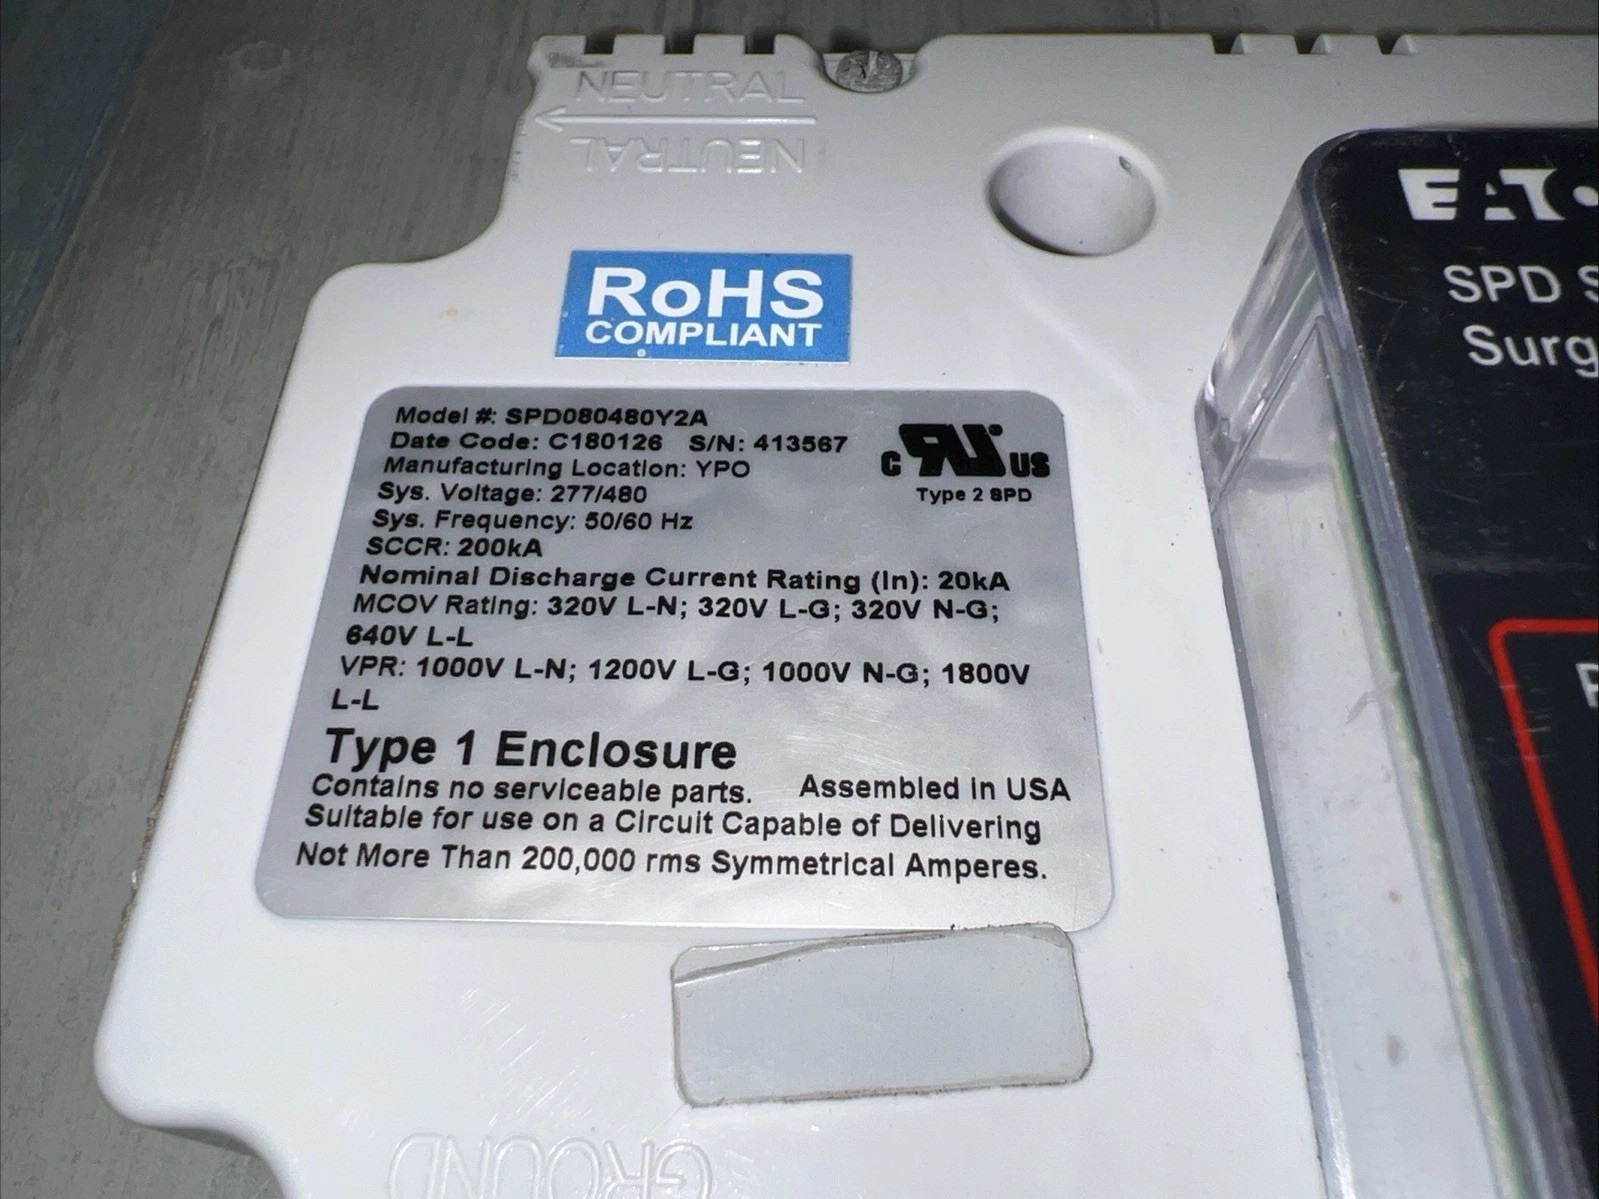 NEUTRAL
NEUTRAL
RoHS
COMPLIANT
EAT
SPD
Surg
Model #: SPD080480Y2A
Date Code: C180126 S/N: 413567
Manufacturing Location: YPO
Sys. Voltage: 277/480
Sys. Frequency: 50/60 Hz
SCCR: 200kA
Nominal Discharge Current Rating (In): 20kA
MCOV Rating: 320V L-N; 320V L-G; 320V N-G;
640V L-L
VPR: 1000V L-N; 1200V L-G; 1000V N-G; 1800V
L-L
Type 1 Enclosure
Contains no serviceable parts. Assembled in USA
Suitable for use on a Circuit Capable of Delivering
Not More Than 200,000 rms Symmetrical Amperes.
C RU US
Type 2 SPD
GROUND